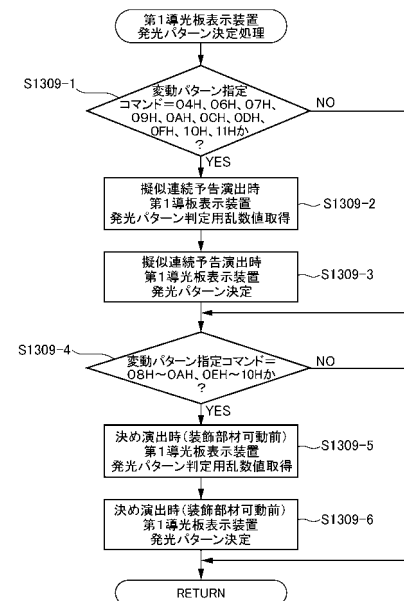 第1導光板表示装置
発光パターン決定処理
S1309-1
変動パターン指定
コマンド=04H、06H、07H、
09H、0AH、0CH、0DH、
0FH、10H、11Hか
?
NO
YES
擬似連続予告演出時
第1導板表示装置
発光パターン判定用乱数値取得
S1309-2
擬似連続予告演出時
第1導光板表示装置
発光パターン決定
S1309-3
S1309-4
変動パターン指定コマンド=
08H～0AH、0EH～10Hか
?
NO
YES
決め演出時(装飾部材可動前)
第1導光板表示装置
発光パターン判定用乱数値取得
S1309-5
決め演出時(装飾部材可動前)
第1導光板表示装置
発光パターン決定
S1309-6
RETURN